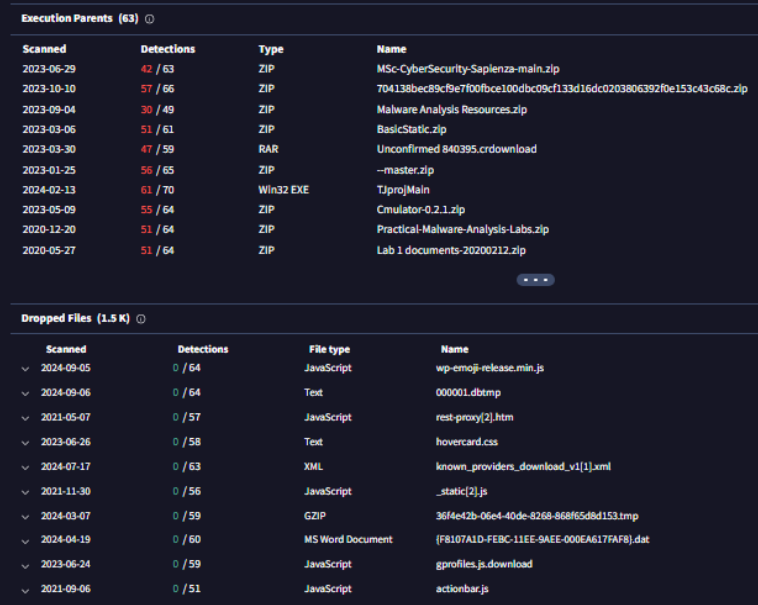 Execution Parents (63)
Scanned Detections Type Name
2023-06-29 42 / 63 ZIP MSc-CyberSecurity-Sapienza-main.zip
2023-10-10 57 / 66 ZIP 704138bec89cf9e7f00fbce100dbc09cf133d16dc0203806392f0e153c43c68c.zip
2023-09-04 30 / 49 ZIP Malware Analysis Resources.zip
2023-03-06 51 / 61 ZIP BasicStatic.zip
2023-03-30 47 / 59 RAR Unconfirmed 840395.crdownload
2023-01-25 56 / 65 ZIP --master.zip
2024-02-13 61 / 70 Win32 EXE TJprojMain
2023-05-09 55 / 64 ZIP Cmulator-0.2.1.zip
2020-12-20 51 / 64 ZIP Practical-Malware-Analysis-Labs.zip
2020-05-27 51 / 64 ZIP Lab 1 documents-20200212.zip
Dropped Files (1.5 K)
Scanned Detections File type Name
2024-09-05 0 / 64 JavaScript wp-emoji-release.min.js
2024-09-06 0 / 64 Text 000001.dbtmp
2021-05-07 0 / 57 JavaScript rest-proxy[2].htm
2023-06-26 0 / 58 Text hovercard.css
2024-07-17 0 / 63 XML known_providers_download_v1[1].xml
2021-11-30 0 / 56 JavaScript _static[2].js
2024-03-07 0 / 59 GZIP 36f4e42b-06e4-40de-8268-868f65d8d153.tmp
2024-04-19 0 / 60 MS Word Document {F8107A1D-FEBC-11EE-9AEE-000EA617FAF8}.dat
2023-06-24 0 / 59 JavaScript gprofiles.js.download
2021-09-06 0 / 51 JavaScript actionbar.js